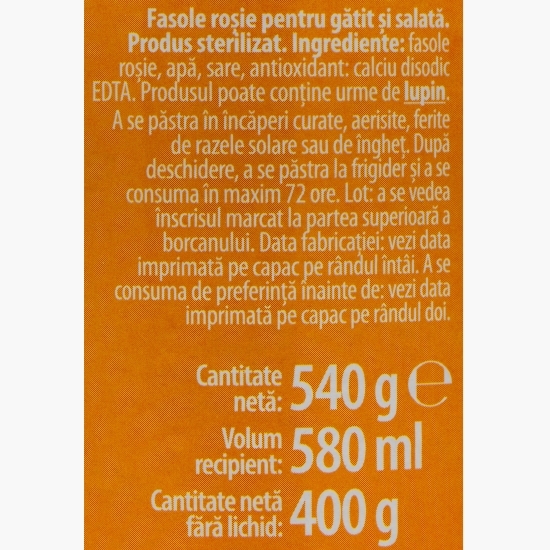 Fasole roșie pentru gătit și salată.
Produs sterilizat. Ingrediente: fasole
roșie, apă, sare, antioxidant: calciu disodic
EDTA. Produsul poate conține urme de lupin.
A se păstra în încăperi curate, aerisite, ferite
de razele solare sau de îngheț. După
deschidere, a se păstra la frigider și a se
consuma în maxim 72 ore. Lot: a se vedea
înscrisul marcat la partea superioară a
borcanului. Data fabricației: vezi data
imprimată pe capac pe rândul întâi. A se
consuma de preferință înainte de: vezi data
imprimată pe capac pe rândul doi.
Cantitate
netă: 540 g ℮
Volum
recipient: 580 ml
Cantitate netă
fără lichid: 400 g